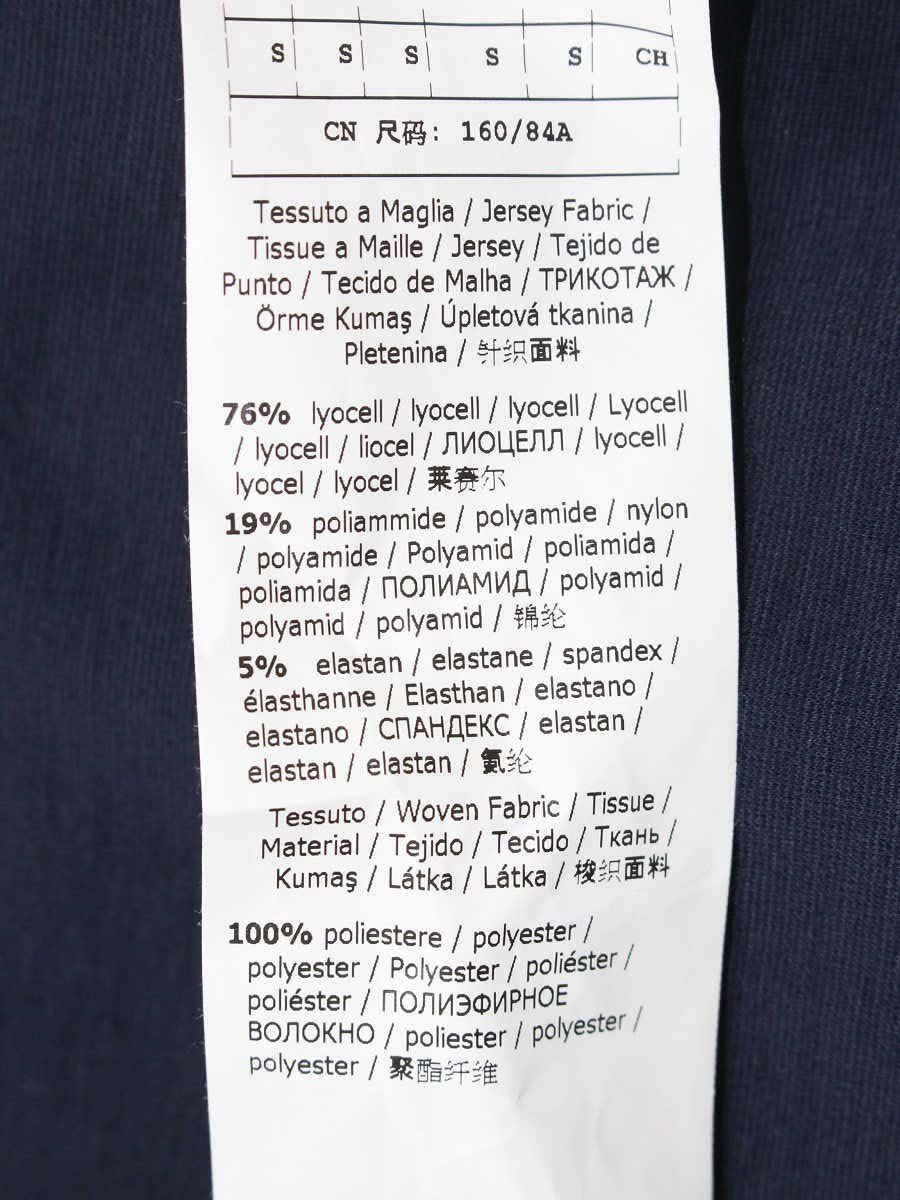 S S S S S CH
CN 尺码: 160/84A
Tessuto a Maglia / Jersey Fabric /
Tissue a Maille / Jersey / Tejido de
Punto / Tecido de Malha / ТРИКОТАЖ /
Örme Kumaş / Úpletová tkanina /
Pletenina / 针织面料
76% lyocell / lyocell / lyocell / Lyocell
/ lyocell / liocel / ЛИОЦЕЛЛ / lyocell /
lyocel / lyocel / 莱赛尔
19% poliammide / polyamide / nylon
/ polyamide / Polyamid / poliamida /
poliamida / ПОЛИАМИД / polyamid /
polyamid / polyamid / 锦纶
5% elastan / elastane / spandex /
élasthanne / Elasthan / elastano /
elastano / СПАНДЕКС / elastan /
elastan / elastan / 氨纶
Tessuto / Woven Fabric / Tissue /
Material / Tejido / Tecido / Ткань /
Kumaş / Látka / Látka / 梭织面料
100% poliestere / polyester /
polyester / Polyester / poliéster /
poliéster / ПОЛИЭФИРНОЕ
ВОЛОКНО / poliester / polyester /
polyester / 聚酯纤维